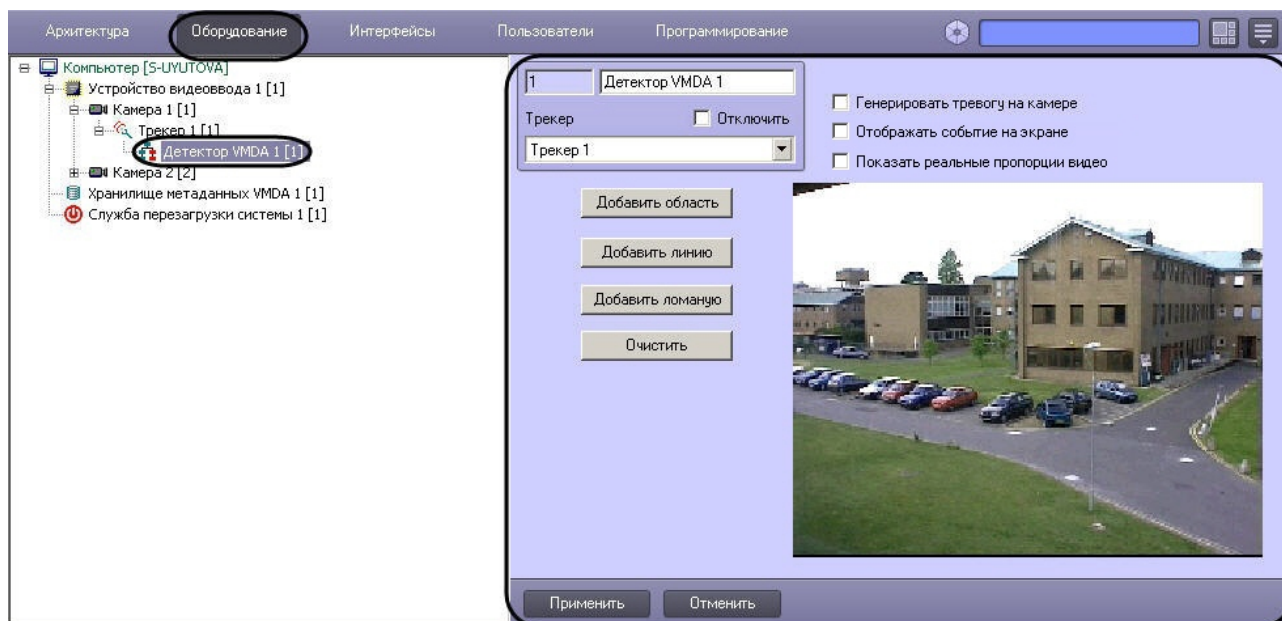 Архитектура Оборудование Интерфейсы Пользователи Программирование
Компьютер [S-UYUTOVA]
Устройство видеоввода 1 [1]
Камера 1 [1]
Трекер 1 [1]
Детектор VMDA 1 [1]
Камера 2 [2]
Хранилище метаданных VMDA 1 [1]
Служба перезагрузки системы 1 [1]
1 Детектор VMDA 1
Трекер Отключить
Трекер 1
Генерировать тревогу на камере
Отображать событие на экране
Показать реальные пропорции видео
Добавить область
Добавить линию
Добавить ломаную
Очистить
Применить Отменить